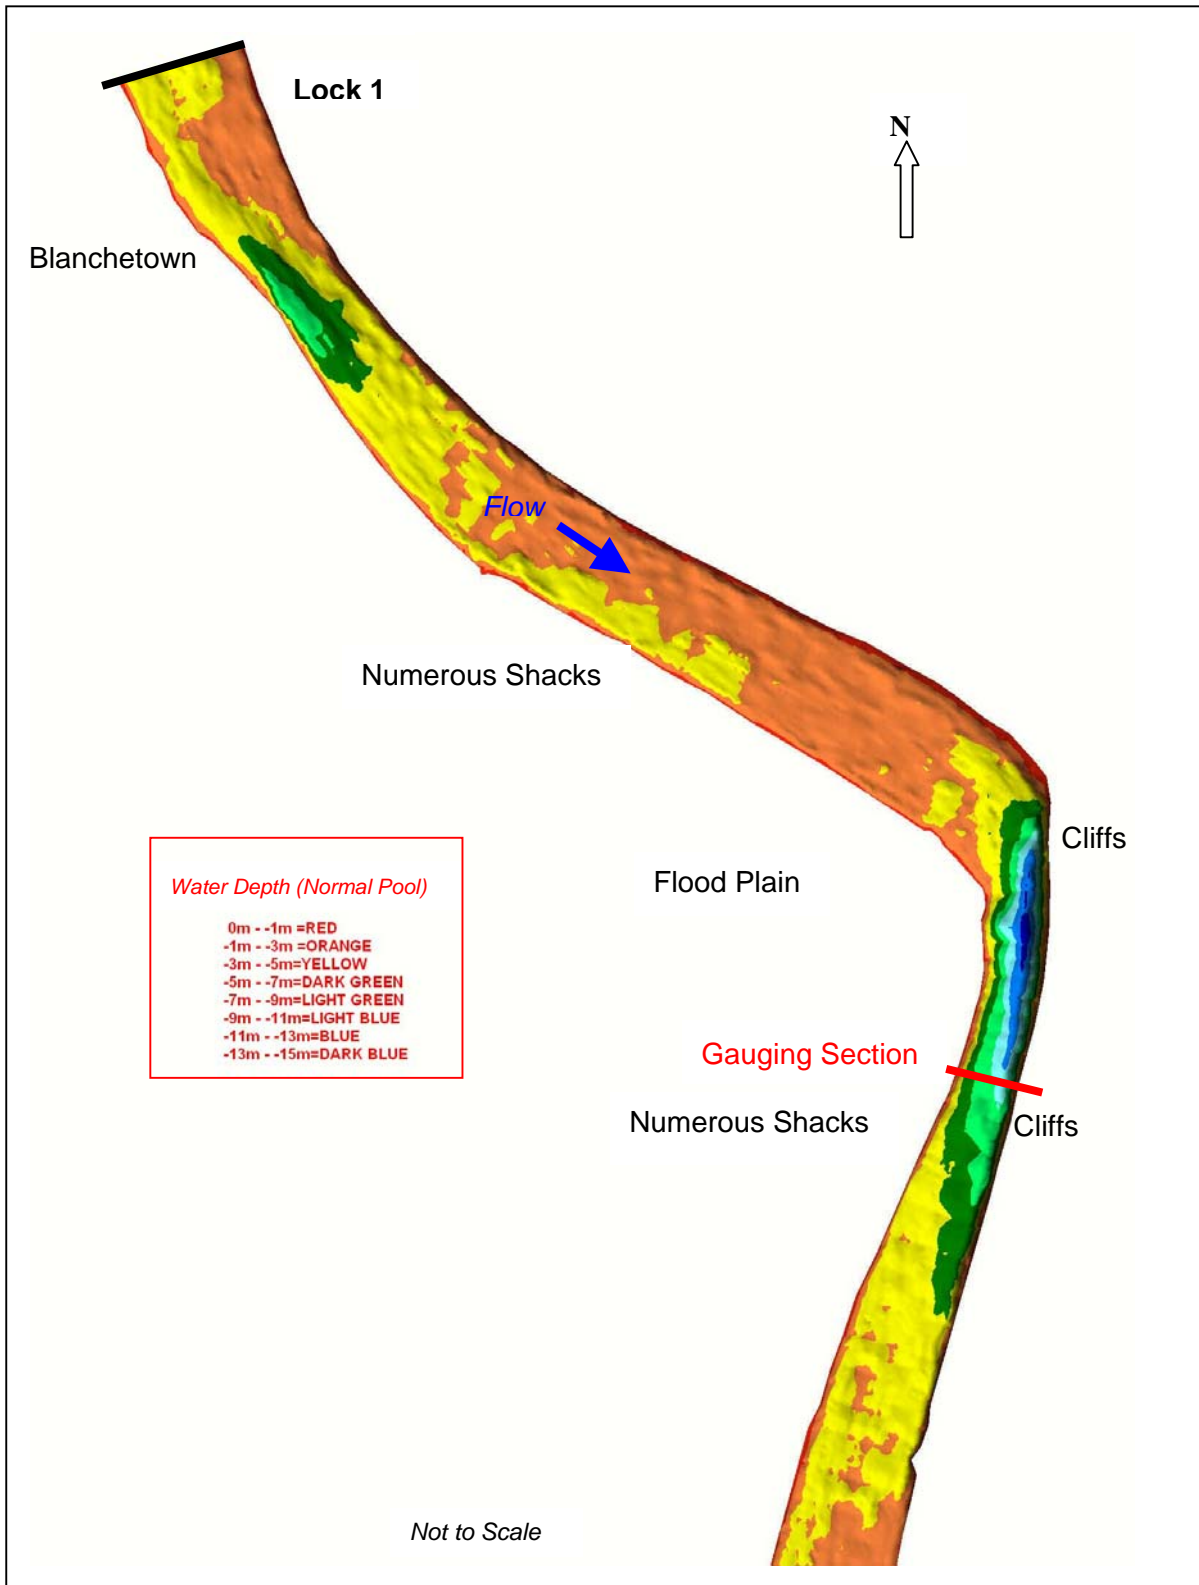 Lock 1
N
Blanchetown
Flow
Numerous Shacks
Cliffs
Flood Plain
Water Depth (Normal Pool)
0m - -1m =RED
-1m - -3m =ORANGE
-3m - -5m=YELLOW
-5m - -7m=DARK GREEN
-7m - -9m=LIGHT GREEN
-9m - -11m=LIGHT BLUE
-11m - -13m=BLUE
-13m - -15m=DARK BLUE
Gauging Section
Numerous Shacks
Cliffs
Not to Scale